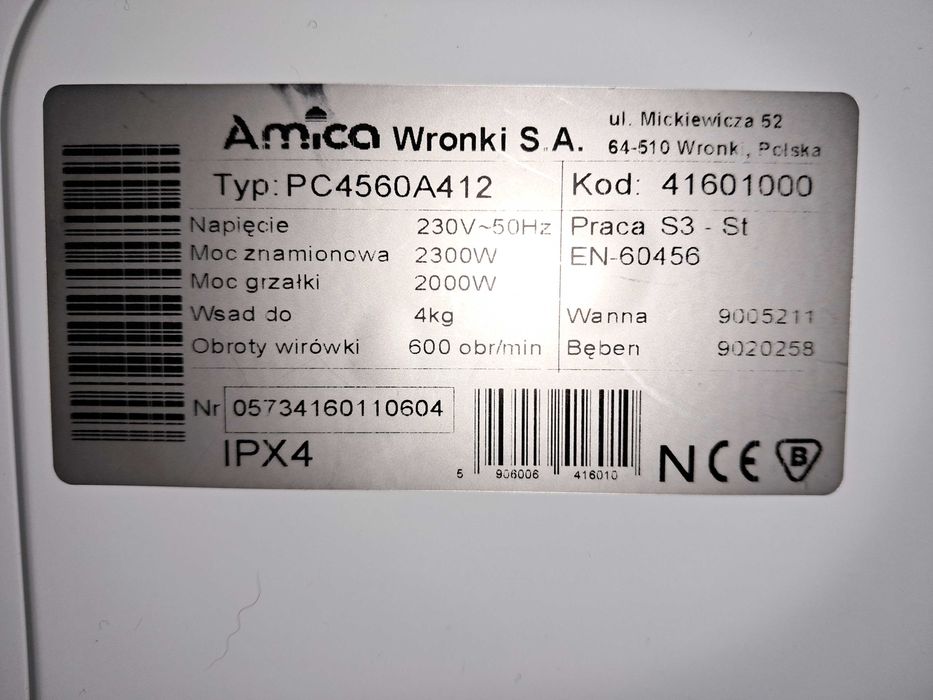 Amica Wronki S.A.
ul. Mickiewicza 52
64-510 Wronki, Polska
Typ: PC4560A412
Kod: 41601000
Napięcie 230V~50Hz
Moc znamionowa 2300W
Moc grzałki 2000W
Wsad do 4kg
Obroty wirówki 600 obr/min
Praca S3 - St
EN-60456
Wanna 9005211
Bęben 9020258
Nr 05734160110604
IPX4
5 906006 416010
N CE B